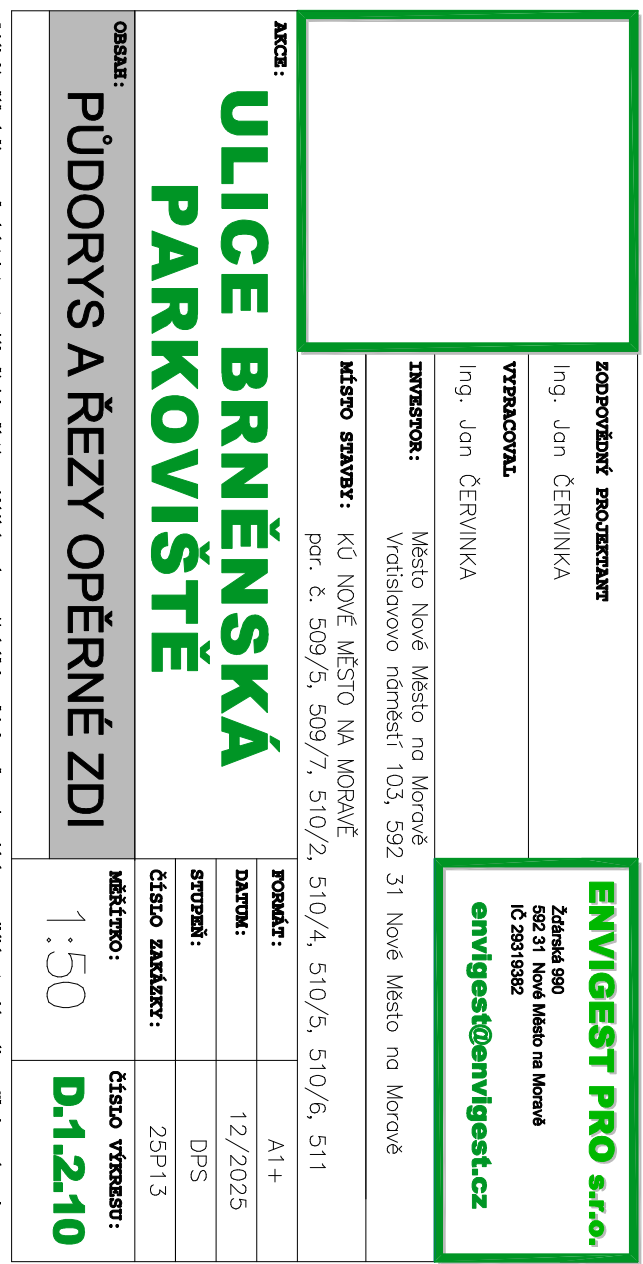 ZODPOVĚDNÝ PROJEKTANT
Ing. Jan ČERVINKA
VYPRACOVAL
Ing. Jan ČERVINKA
ENVIGEST PRO s.r.o.
Žďárská 990
592 31 Nové Město na Moravě
IČ 29319382
envigest@envigest.cz
INVESTOR:
Město Nové Město na Moravě
Vratislavovo náměstí 103, 592 31 Nové Město na Moravě
MÍSTO STAVBY:
KÚ NOVÉ MĚSTO NA MORAVĚ
par. č. 509/5, 509/7, 510/2, 510/4, 510/5, 510/6, 511
AKCE:
ULICE BRNĚNSKÁ
PARKOVIŠTĚ
FORMÁT: A1+
DATUM: 12/2025
STUPEŇ: DPS
ČÍSLO ZAKÁZKY: 25P13
OBSAH:
PŮDORYS A ŘEZY OPĚRNÉ ZDI
MĚŘÍTKO:
1:50
ČÍSLO VÝKRESU:
D.1.2.10